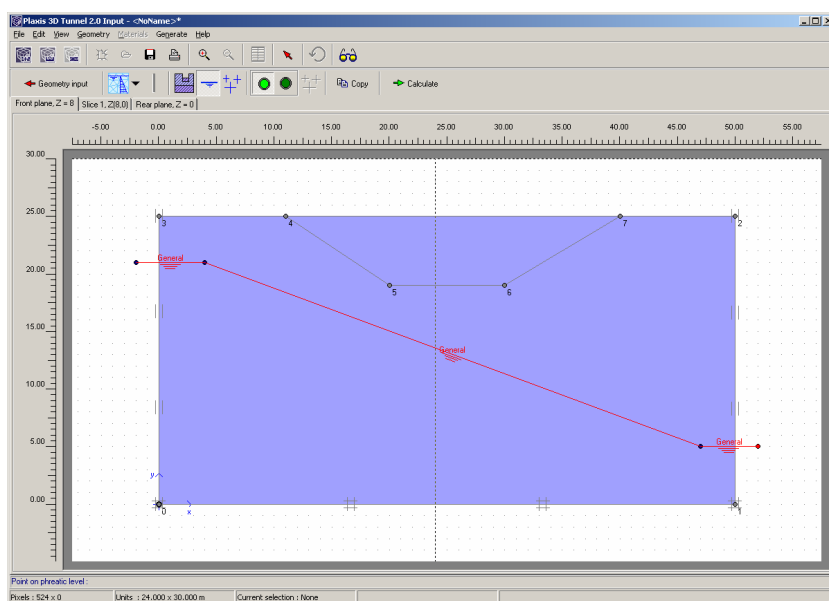 Plaxis 3D Tunnel 2.0 Input - <NoName>*
File Edit View Geometry Materials Generate Help
Geometry input Copy Calculate
Front plane, Z = 8 Slice 1, Z(8,0) Rear plane, Z = 0
-5.00 0.00 5.00 10.00 15.00 20.00 25.00 30.00 35.00 40.00 45.00 50.00 55.00
30.00
25.00
3 4 7 2
General
20.00
5 6
15.00
General
10.00
5.00
General
y
0.00
0 x 1
Point on phreatic level :
Pixels : 524 x 0 Units : 24.000 x 30.000 m Current selection : None